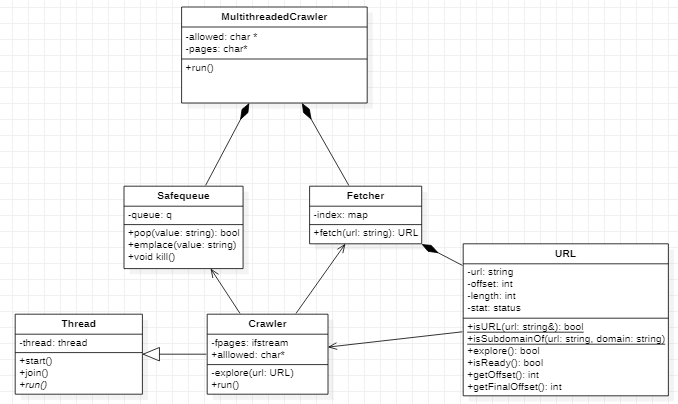 MultithreadedCrawler
-allowed: char *
-pages: char*
+run()
Safequeue
-queue: q
+pop(value: string): bool
+emplace(value: string)
+void kill()
Fetcher
-index: map
+fetch(url: string): URL
URL
-url: string
-offset: int
-length: int
-stat: status
+isURL(url: string&): bool
+isSubdomainOf(url: string, domain: string)
+explore(): bool
+isReady(): bool
+getOffset(): int
+getFinalOffset(): int
Thread
-thread: thread
+start()
+join()
+run()
Crawler
-fpages: ifstream
+alllowed: char*
-explore(url: URL)
+run()